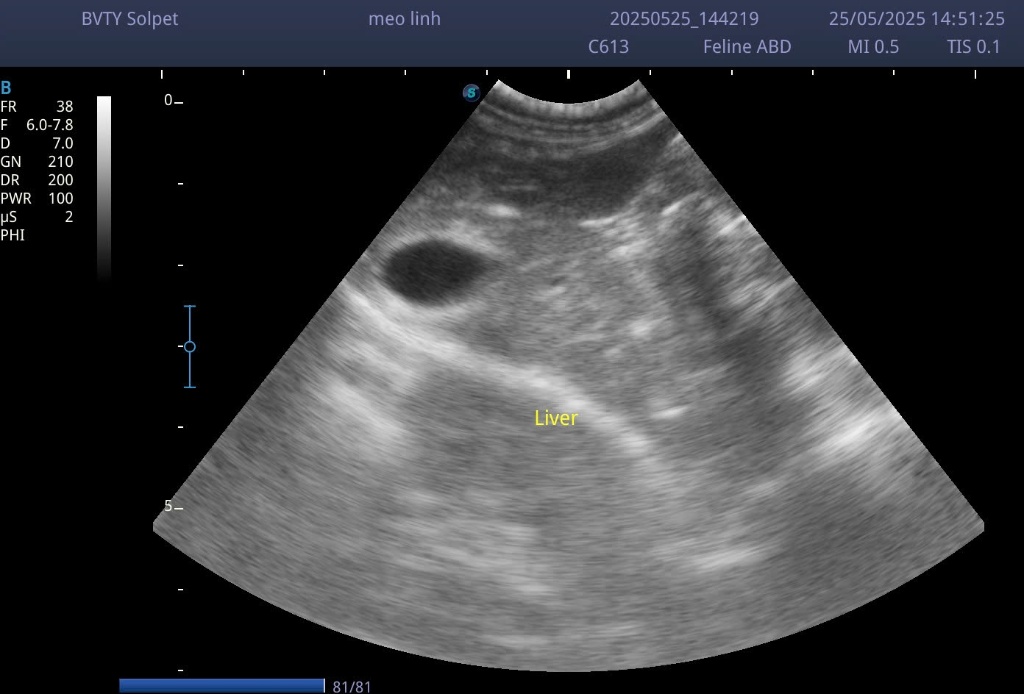 BVTY Solpet meo linh 20250525_144219 25/05/2025 14:51:25
C613 Feline ABD MI 0.5 TIS 0.1
B
FR 38
F 6.0-7.8
D 7.0
GN 210
DR 200
PWR 100
µS 2
PHI
S
0
Liver
5
81/81